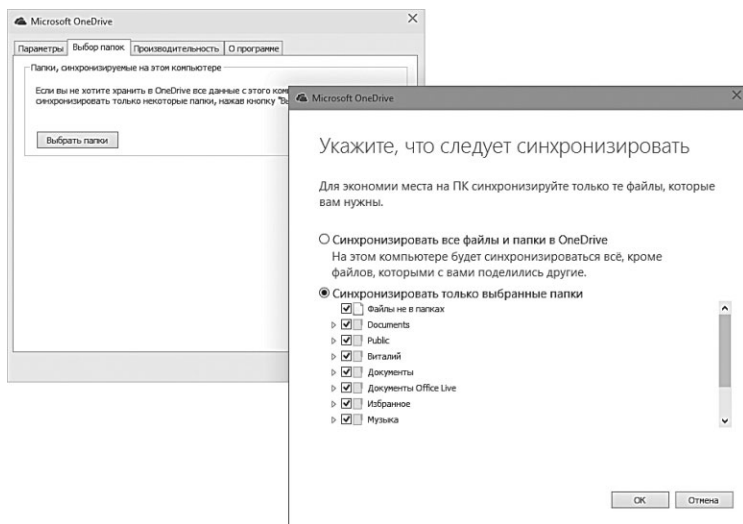 Microsoft OneDrive
Параметры Выбор папок Производительность О программе
Папки, синхронизируемые на этом компьютере
Если вы не хотите хранить в OneDrive все данные с этого
синхронизировать только некоторые папки, нажав кнопку
Выбрать папки
Microsoft OneDrive
Укажите, что следует синхронизировать
Для экономии места на ПК синхронизируйте только те файлы, которые
вам нужны.
Синхронизировать все файлы и папки в OneDrive
На этом компьютере будет синхронизироваться всё, кроме
файлов, которыми с вами поделились другие.
Синхронизировать только выбранные папки
Файлы не в папках
Documents
Public
Виталий
Документы
Документы Office Live
Избранное
Музыка
ОК Отмена